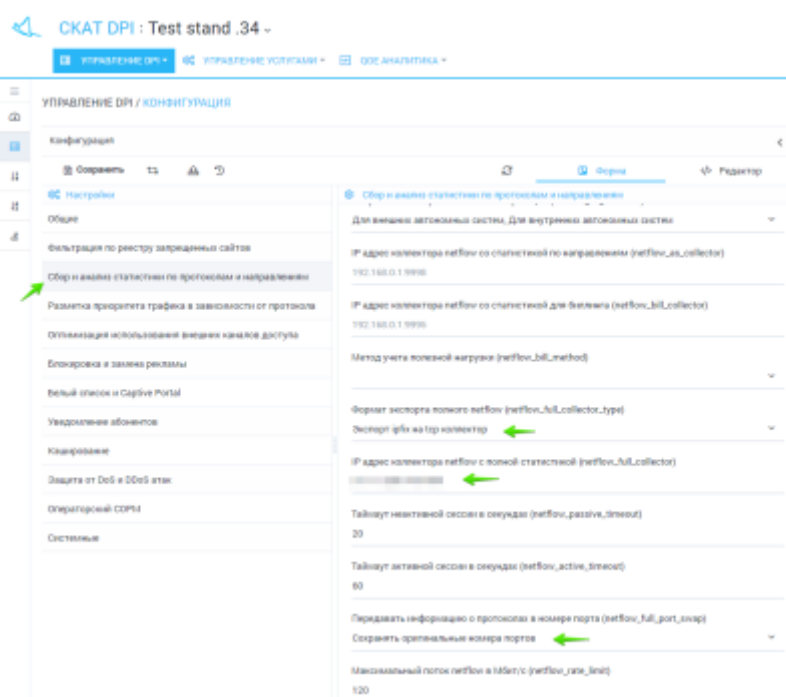 СКАТ DPI : Test stand .34
УПРАВЛЕНИЕ DPI УПРАВЛЕНИЕ УСЛУГАМИ QOE АНАЛИТИКА
УПРАВЛЕНИЕ DPI / КОНФИГУРАЦИЯ
Конфигурация
Сохранить Форма Редактор
Настройки
Общие
Фильтрация по реестру запрещенных сайтов
Сбор и анализ статистики по протоколам и направлениям
Разметка приоритета трафика в зависимости от протокола
Оптимизация использования внешних каналов доступа
Блокировка и замена рекламы
Белый список и Captive Portal
Уведомление абонентов
Кэширование
Защита от DoS и DDoS атак
Операторский СОРМ
Системные
Сбор и анализ статистики по протоколам и направлениям
Для внешних автономных систем, Для внутренних автономных систем
IP адрес коллектора netflow со статистикой по направлениям (netflow_as_collector)
192.168.0.1:9998
IP адрес коллектора netflow со статистикой для биллинга (netflow_bill_collector)
192.168.0.1:9996
Метод учета полезной нагрузки (netflow_bill_method)
Формат экспорта полного netflow (netflow_full_collector_type)
Экспорт ipfix на tcp коллектор
IP адрес коллектора netflow с полной статистикой (netflow_full_collector)
Таймаут неактивной сессии в секундах (netflow_passive_timeout)
20
Таймаут активной сессии в секундах (netflow_active_timeout)
60
Передавать информацию о протоколах в номере порта (netflow_full_port_swap)
Сохранять оригинальные номера портов
Максимальный поток netflow в Мбит/с (netflow_rate_limit)
120